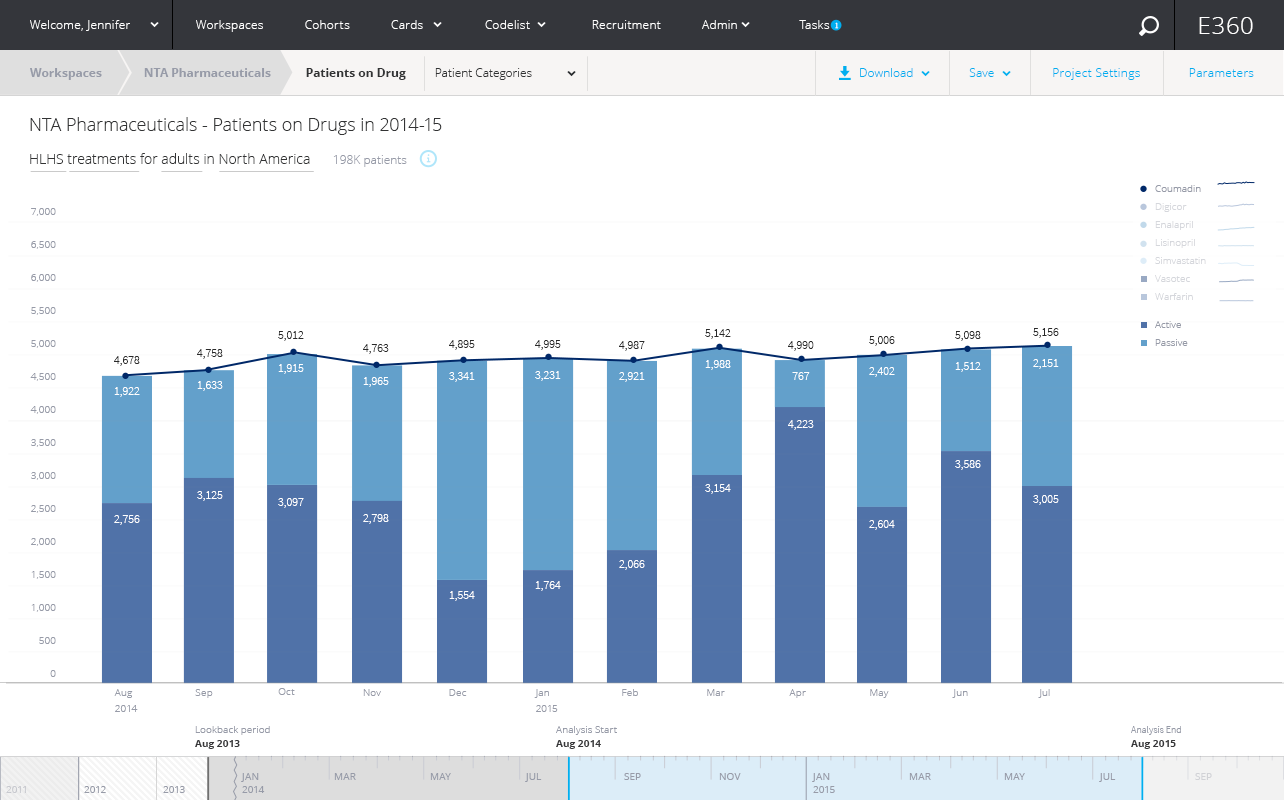 Welcome, Jennifer Workspaces Cohorts Cards Codelist Recruitment Admin Tasks E360
Workspaces NTA Pharmaceuticals Patients on Drug Patient Categories Download Save Project Settings Parameters
NTA Pharmaceuticals - Patients on Drugs in 2014-15
HLHS treatments for adults in North America 198K patients
Coumadin
Digicor
Enalapril
Lisinopril
Simvastatin
Vasotec
Warfarin
Active
Passive
7,000
6,500
6,000
5,500
5,000
4,500
4,000
3,500
3,000
2,500
2,000
1,500
1,000
500
0
4,678 4,758 5,012 4,763 4,895 4,995 4,987 5,142 4,990 5,006 5,098 5,156
1,922 1,633 1,915 1,965 3,341 3,231 2,921 1,988 767 2,402 1,512 2,151
2,756 3,125 3,097 2,798 1,554 1,764 2,066 3,154 4,223 2,604 3,586 3,005
Aug Sep Oct Nov Dec Jan Feb Mar Apr May Jun Jul
2014 2015
Lookback period Analysis Start Analysis End
Aug 2013 Aug 2014 Aug 2015
JAN MAR MAY JUL SEP NOV JAN MAR MAY JUL SEP
2011 2012 2013 2014 2015